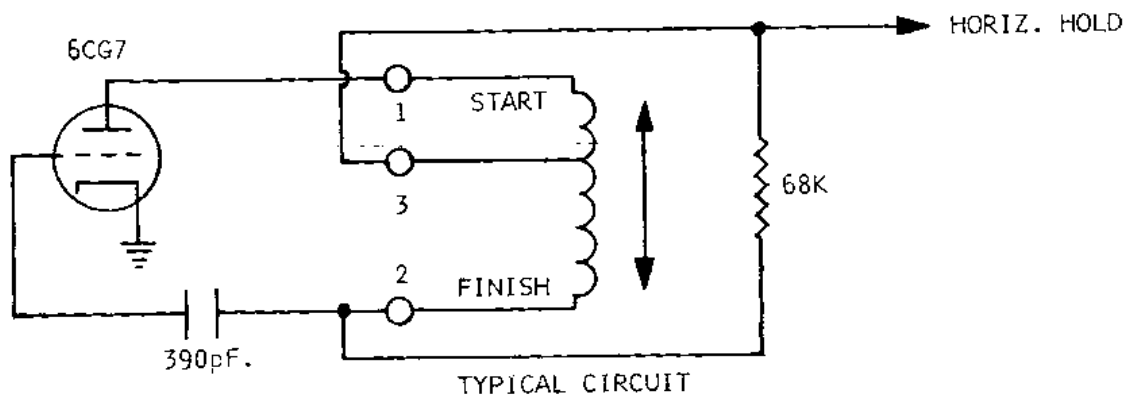 HORIZ. HOLD
6CG7
START
1
3
68K
2
FINISH
390pF.
TYPICAL CIRCUIT